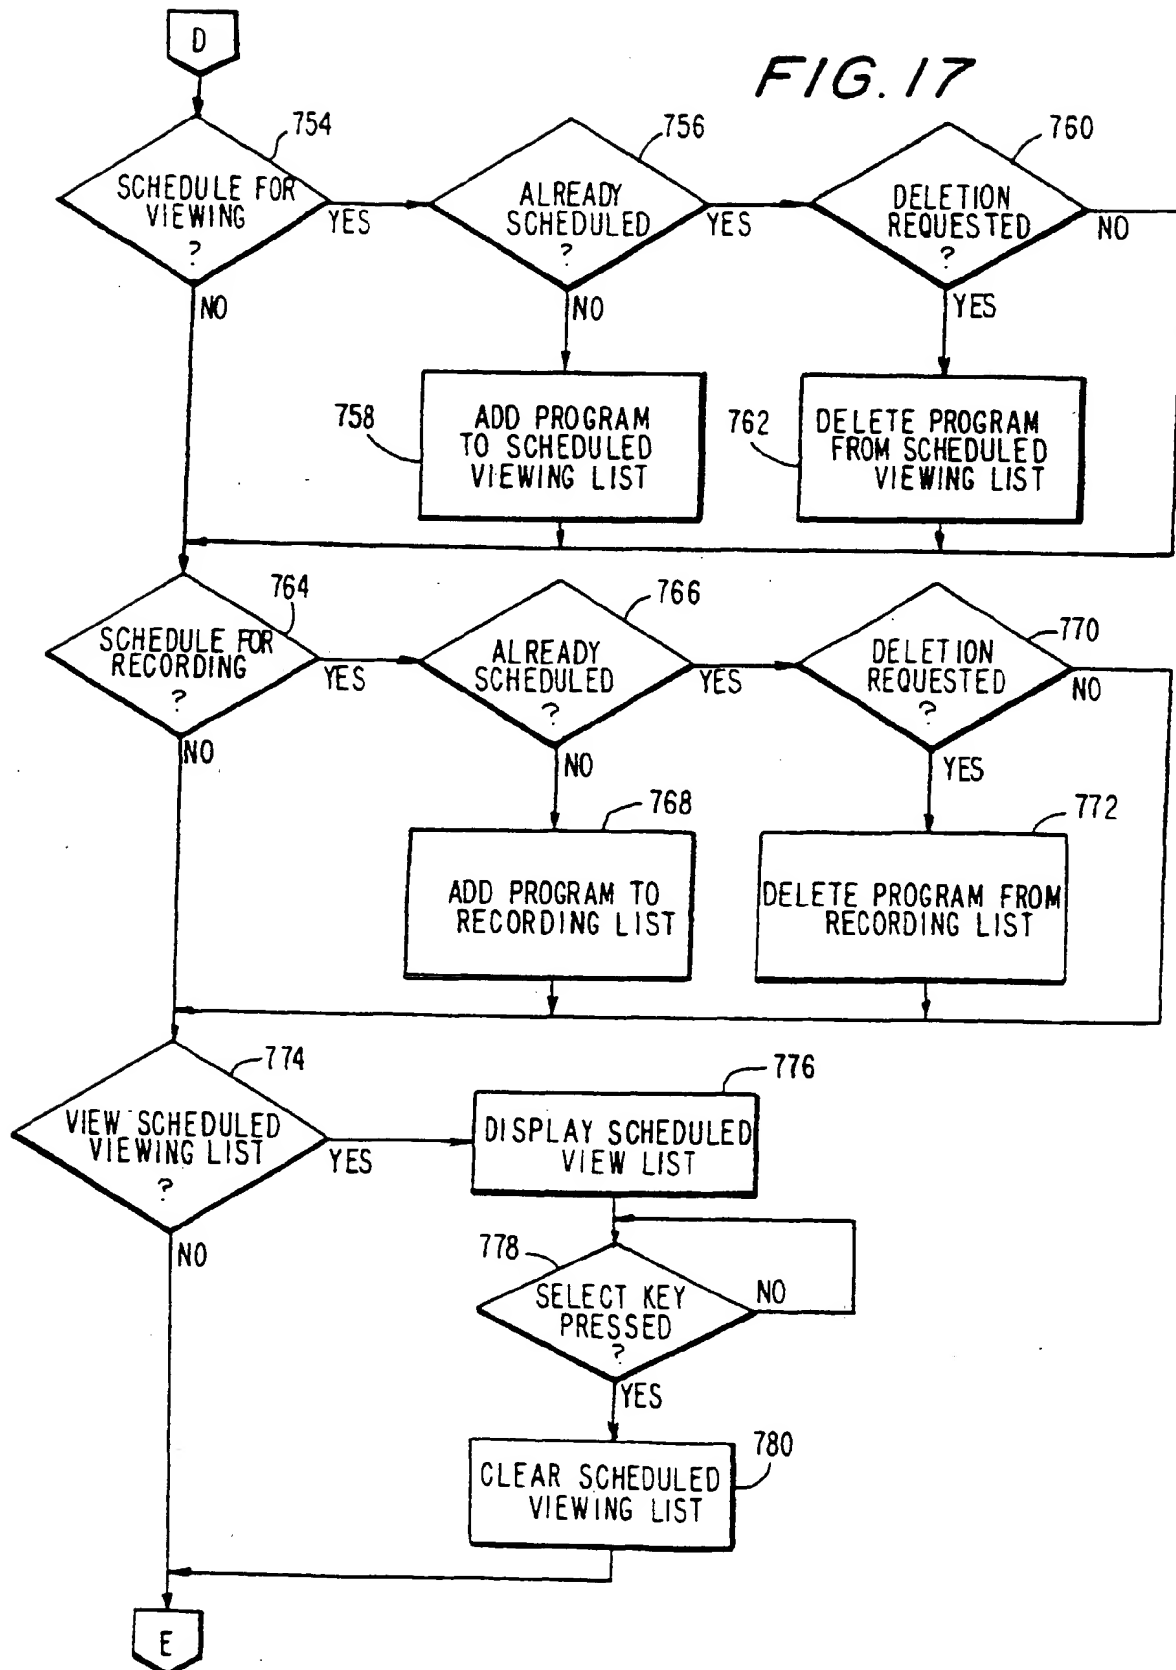 D
FIG. 17
754
756
760
SCHEDULE FOR
VIEWING
?
YES
NO
ALREADY
SCHEDULED
?
YES
NO
DELETION
REQUESTED
?
NO
YES
758
ADD PROGRAM
TO SCHEDULED
VIEWING LIST
762
DELETE PROGRAM
FROM SCHEDULED
VIEWING LIST
764
766
770
SCHEDULE FOR
RECORDING
?
YES
NO
ALREADY
SCHEDULED
?
YES
NO
DELETION
REQUESTED
?
NO
YES
768
ADD PROGRAM TO
RECORDING LIST
772
DELETE PROGRAM FROM
RECORDING LIST
774
VIEW SCHEDULED
VIEWING LIST
?
YES
NO
776
DISPLAY SCHEDULED
VIEW LIST
778
SELECT KEY
PRESSED
?
NO
YES
780
CLEAR SCHEDULED
VIEWING LIST
E